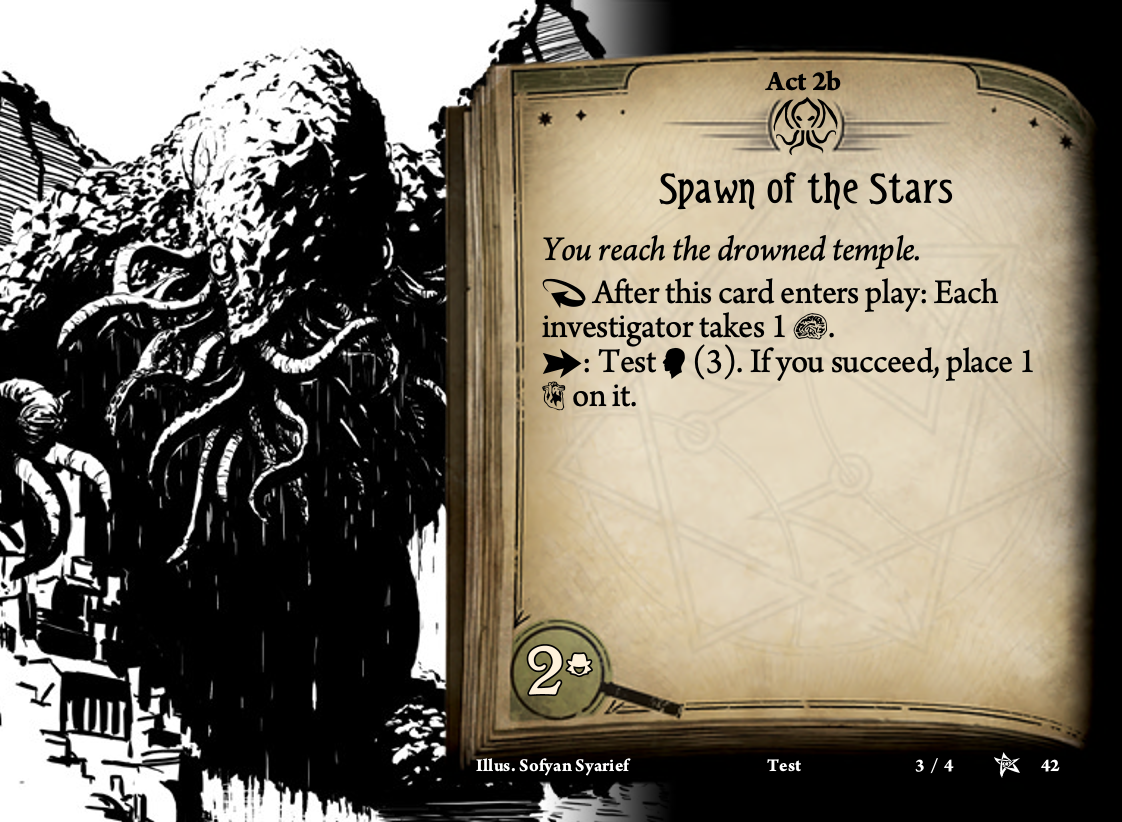 Act 2b
Spawn of the Stars
You reach the drowned temple.
After this card enters play: Each
investigator takes 1 .
: Test (3). If you succeed, place 1
on it.
2
Illus. Sofyan Syarief Test 3 / 4 42